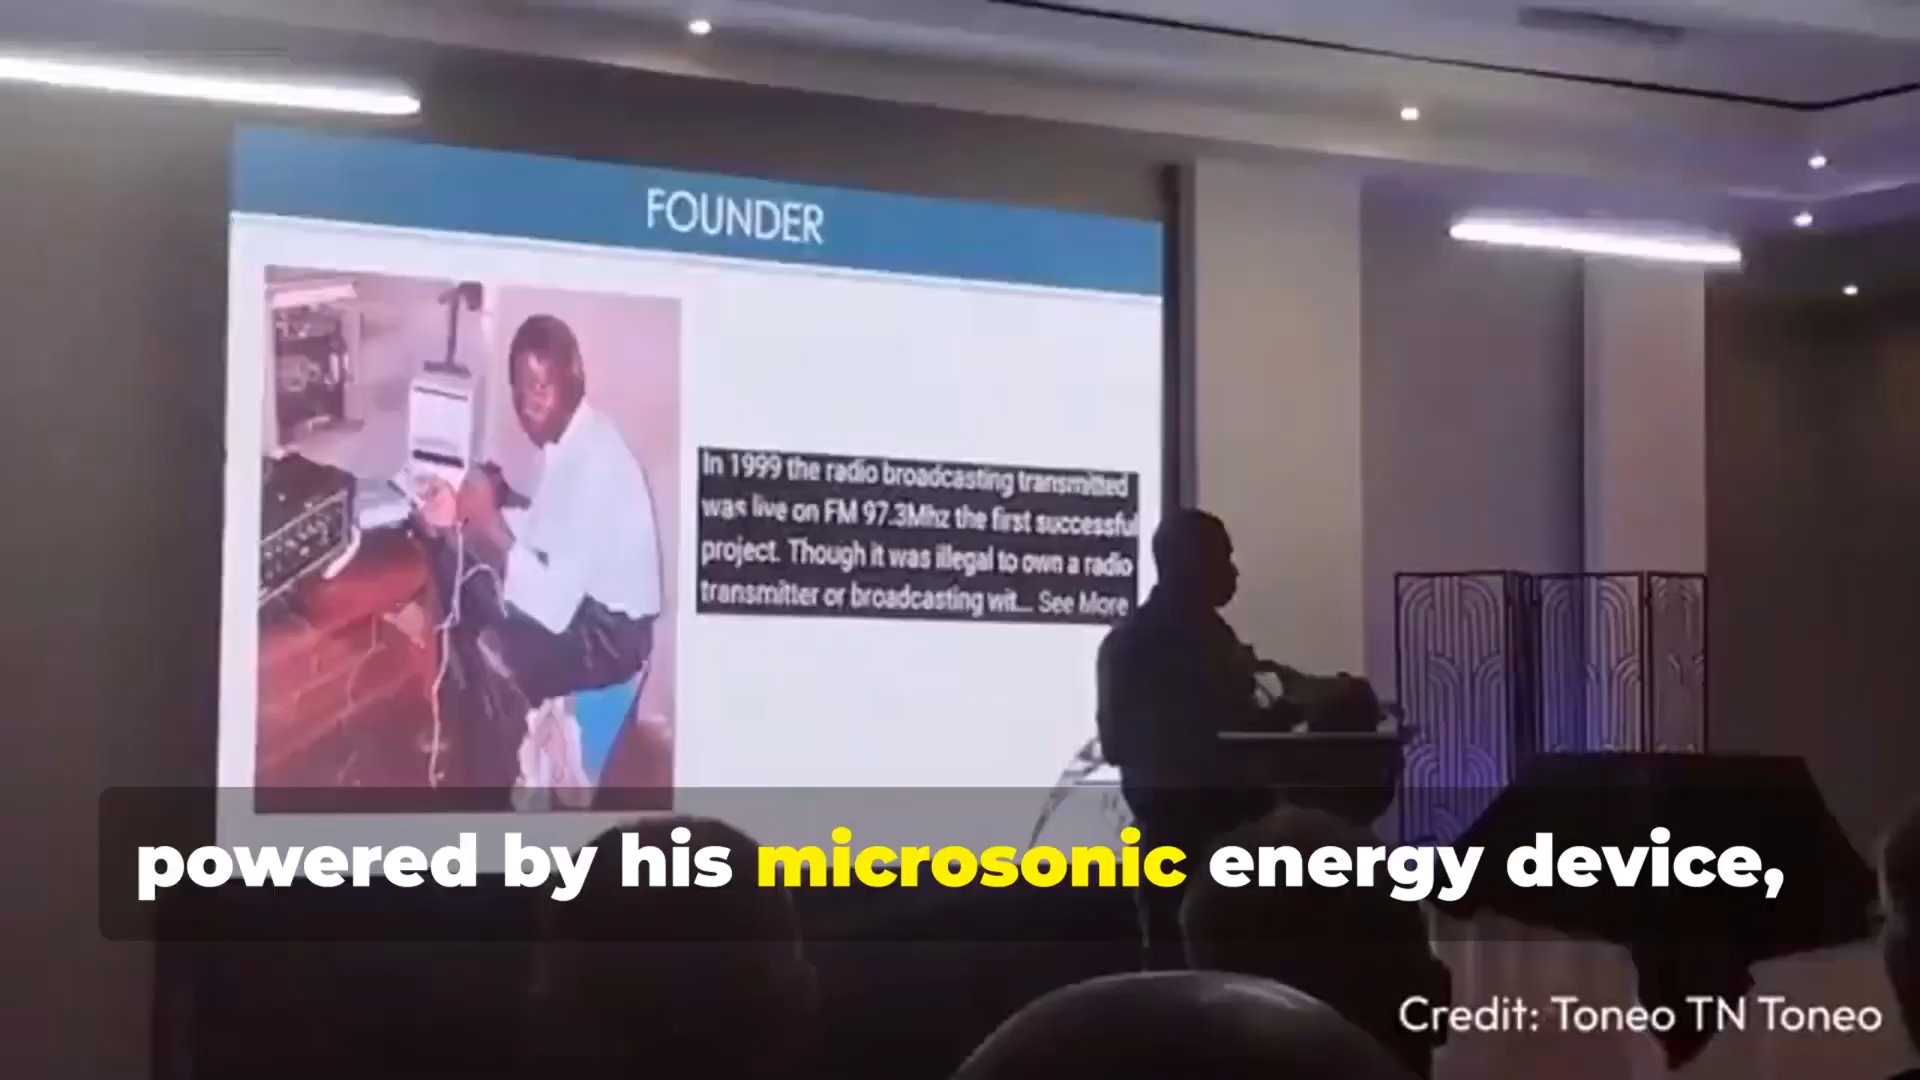 FOUNDER
In 1999 the radio broadcasting transmitted
was live on FM 97.3Mhz the first successful
project. Though it was illegal to own a radio
transmitter or broadcasting wit... See More
powered by his microsonic energy device,
Credit: Toneo TN Toneo